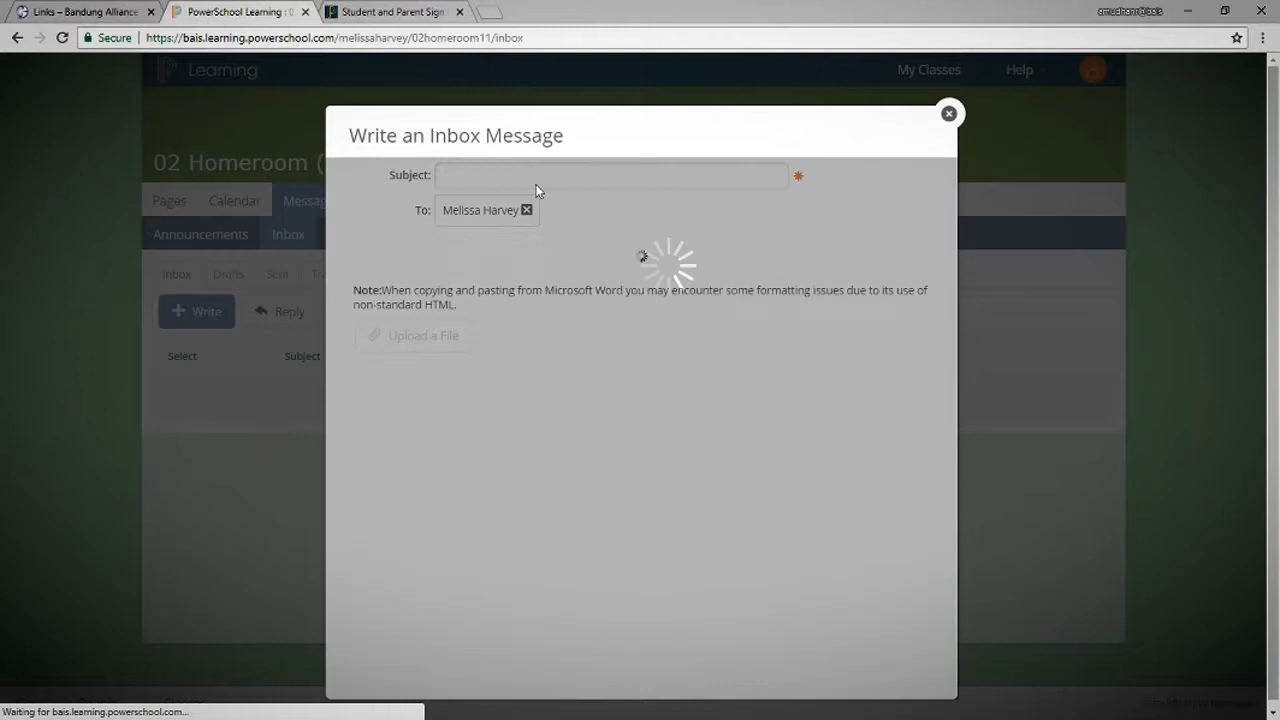 Links – Bandung Alliance
PowerSchool Learning :
Student and Parent Sign
Secure
https://bais.learning.powerschool.com/melissaharvey/02homeroom11/inbox
Learning
My Classes
Help
Write an Inbox Message
02 Homeroom (
Subject:
Pages
Calendar
Messa
To:
Melissa Harvey
Announcements
Inbox
Inbox
Drafts
Sent
Note:When copying and pasting from Microsoft Word you may encounter some formatting issues due to its use of
non-standard HTML.
Write
Reply
Upload a File
Select
Subject
Waiting for bais.learning.powerschool.com...